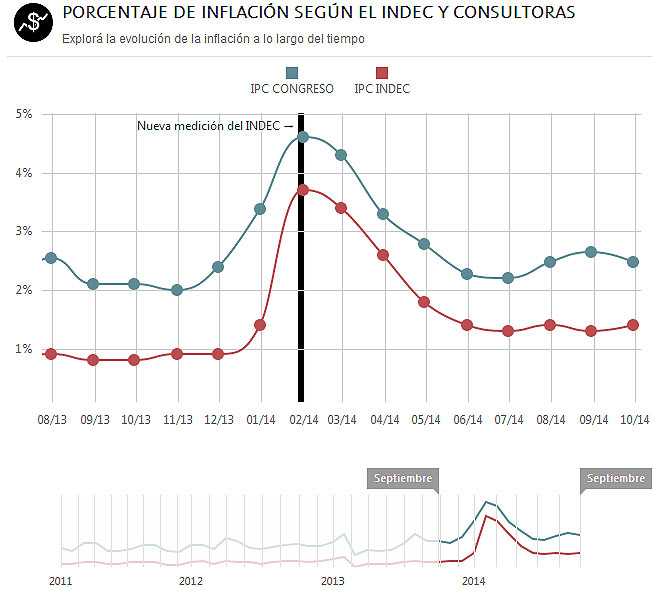 PORCENTAJE DE INFLACIÓN SEGÚN EL INDEC Y CONSULTORAS
Explorá la evolución de la inflación a lo largo del tiempo
IPC CONGRESO IPC INDEC
5%
Nueva medición del INDEC →
4%
3%
2%
1%
08/13 09/13 10/13 11/13 12/13 01/14 02/14 03/14 04/14 05/14 06/14 07/14 08/14 09/14 10/14
Septiembre Septiembre
2011 2012 2013 2014